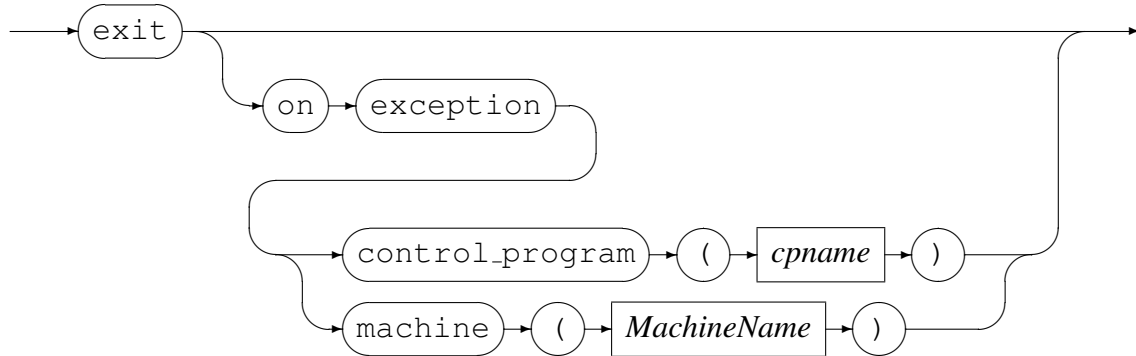 exit
on exception
control_program ( cpname )
machine ( MachineName )